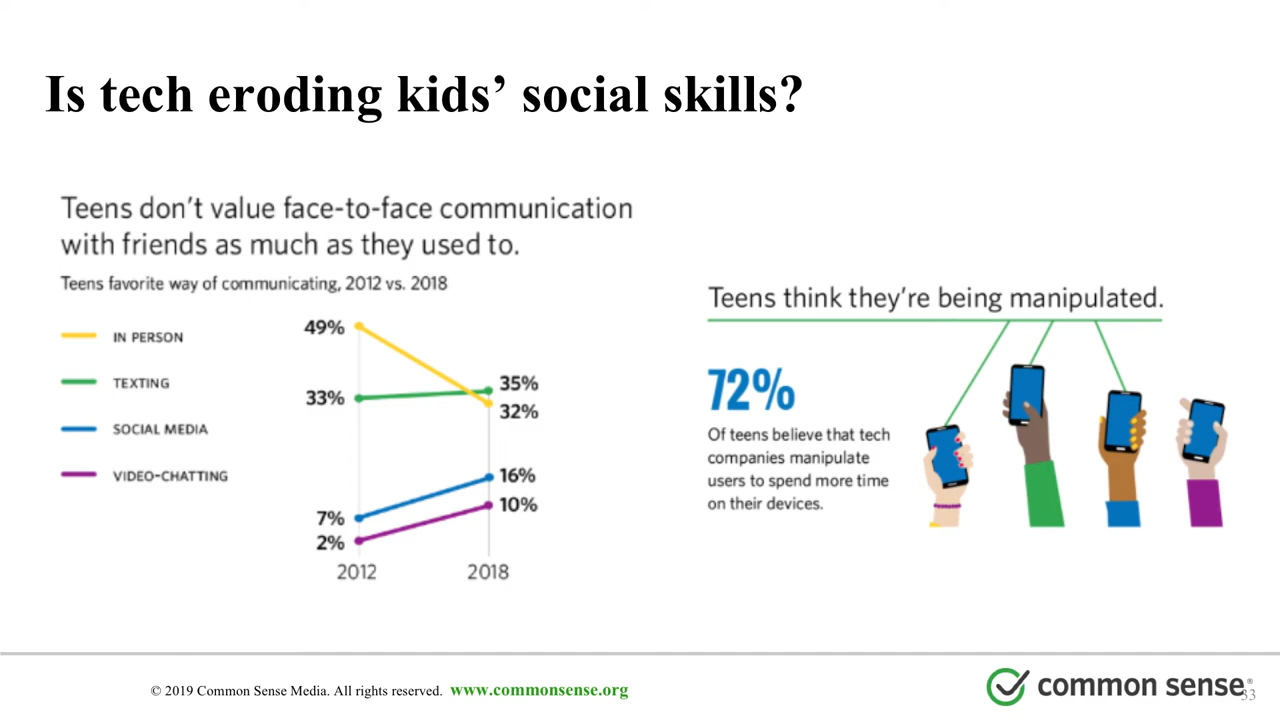 Is tech eroding kids’ social skills?
Teens don’t value face-to-face communication
with friends as much as they used to.
Teens favorite way of communicating, 2012 vs. 2018
IN PERSON
TEXTING
SOCIAL MEDIA
VIDEO-CHATTING
49%
33%
7%
2%
35%
32%
16%
10%
2012
2018
Teens think they’re being manipulated.
72%
Of teens believe that tech
companies manipulate
users to spend more time
on their devices.
© 2019 Common Sense Media. All rights reserved. www.commonsense.org
common sense®
33